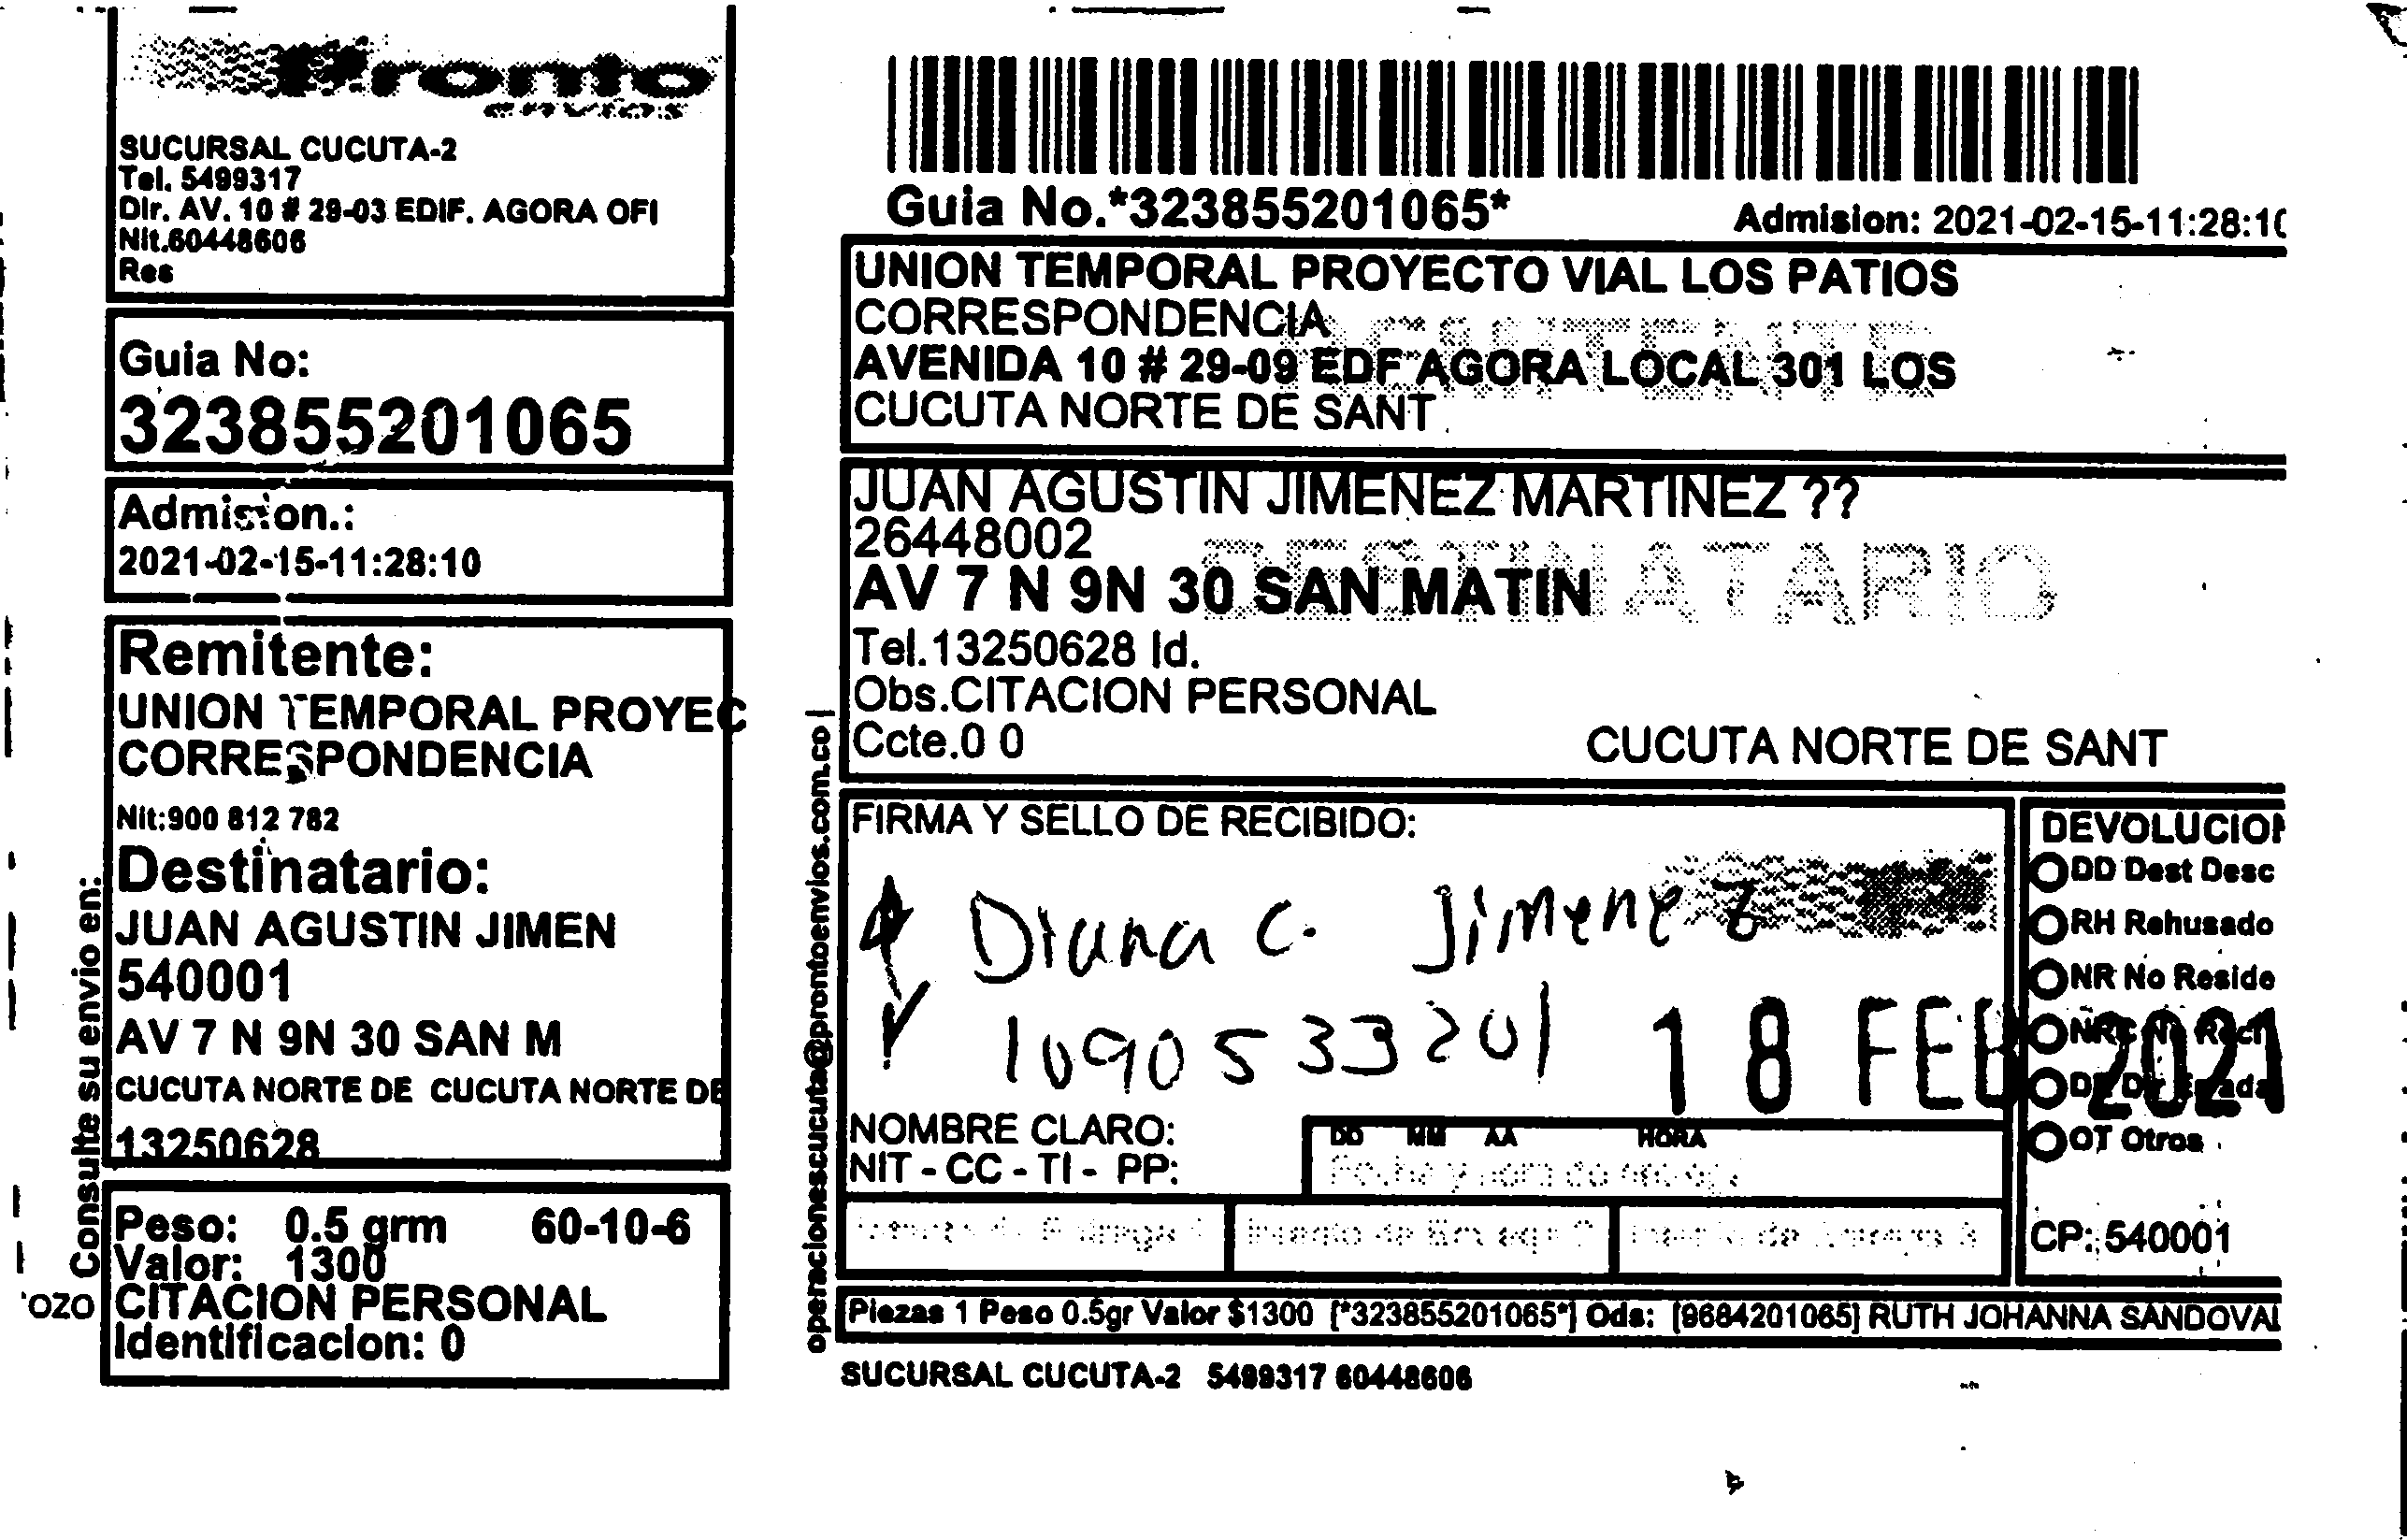 Pronto
envios
SUCURSAL CUCUTA-2
Tel. 5499317
Dir. AV. 10 # 29-03 EDIF. AGORA OFI
Nit.60448606
Res
Guia No:
323855201065
Admision.:
2021-02-15-11:28:10
Remitente:
UNION TEMPORAL PROYEC
CORRESPONDENCIA
Nit:900 812 782
Destinatario:
JUAN AGUSTIN JIMEN
540001
AV 7 N 9N 30 SAN M
CUCUTA NORTE DE CUCUTA NORTE DE
13250628
Peso: 0.5 grm 60-10-6
Valor: 1300
CITACION PERSONAL
Identificacion: 0
Consulte su envio en:
operacionescucuta@prontoenvios.com.co |
Guia No.*323855201065*
Admision: 2021-02-15-11:28:10
UNION TEMPORAL PROYECTO VIAL LOS PATIOS
CORRESPONDENCIA
AVENIDA 10 # 29-09 EDF AGORA LOCAL 301 LOS
CUCUTA NORTE DE SANT
JUAN AGUSTIN JIMENEZ MARTINEZ ??
26448002
DESTINATARIO
AV 7 N 9N 30 SAN MATIN
Tel.13250628 Id.
Obs.CITACION PERSONAL
Ccte.0 0
CUCUTA NORTE DE SANT
FIRMA Y SELLO DE RECIBIDO:
Diana C. Jimenez
1090533201
18 FEB 2021
NOMBRE CLARO:
NIT - CC - TI - PP:
DD MM AA HORA
DEVOLUCION
DD Dest Desc
RH Rehusado
NR No Reside
OT Otros
CP: 540001
Piezas 1 Peso 0.5gr Valor $1300 [*323855201065*] Ods: [9684201065] RUTH JOHANNA SANDOVAL
SUCURSAL CUCUTA-2 5499317 60448606